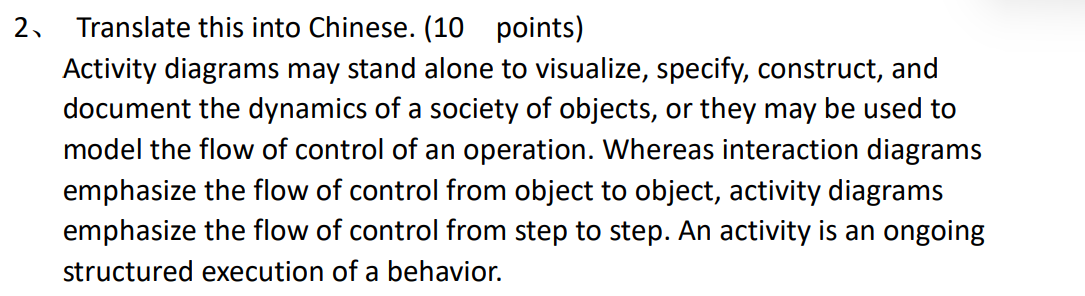 2、 Translate this into Chinese. (10 points)
Activity diagrams may stand alone to visualize, specify, construct, and
document the dynamics of a society of objects, or they may be used to
model the flow of control of an operation. Whereas interaction diagrams
emphasize the flow of control from object to object, activity diagrams
emphasize the flow of control from step to step. An activity is an ongoing
structured execution of a behavior.